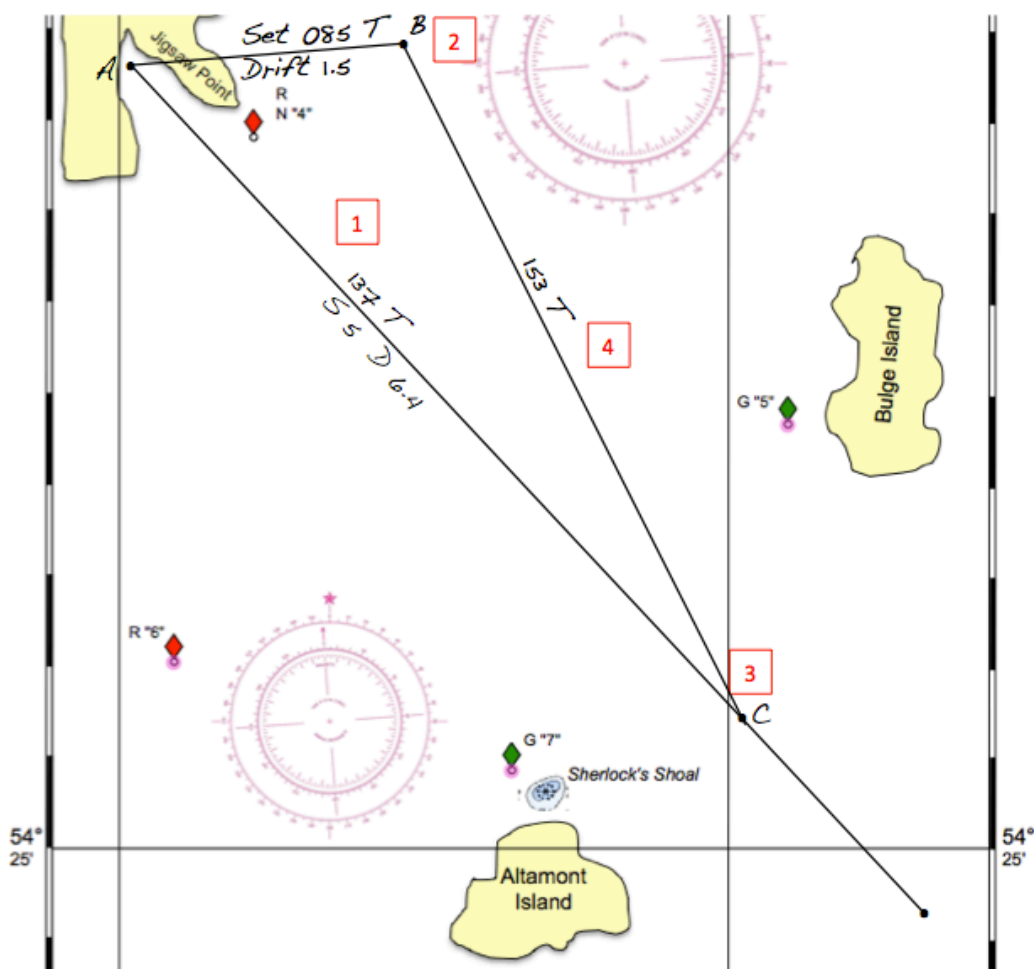 Set 085 T
B
2
A
Jigsaw Point
Drift 1.5
R
N "4"
1
137 T
S 5 D 6.4
153 T
4
Bulge Island
G "5"
R "6"
3
C
G "7"
Sherlock's Shoal
54°
25'
54°
25'
Altamont
Island